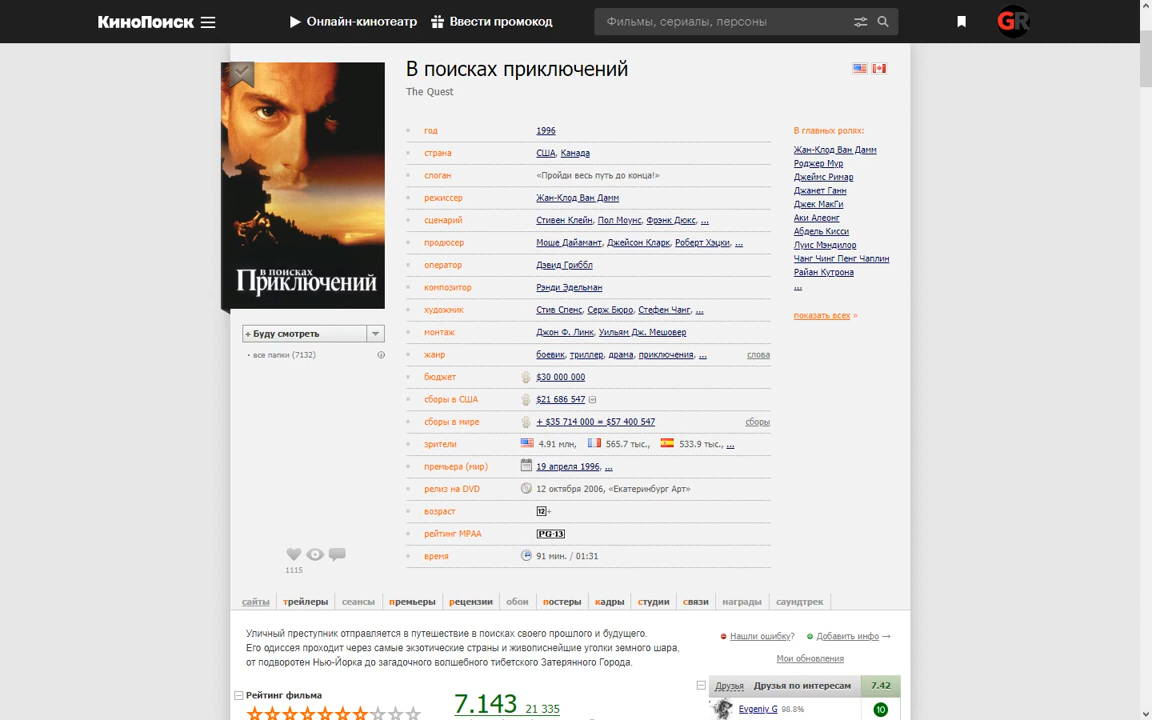 КиноПоиск
Онлайн-кинотеатр
Ввести промокод
Фильмы, сериалы, персоны
GR
в поисках
Приключений
+ Буду смотреть
• все папки (7132)
1115
В поисках приключений
The Quest
год 1996
страна США, Канада
слоган «Пройди весь путь до конца!»
режиссер Жан-Клод Ван Дамм
сценарий Стивен Клейн, Пол Моунс, Фрэнк Дюкс, ...
продюсер Моше Дайамант, Джейсон Кларк, Роберт Хэцки, ...
оператор Дэвид Гриббл
композитор Рэнди Эдельман
художник Стив Спенс, Серж Бюро, Стефен Чанг, ...
монтаж Джон Ф. Линк, Уильям Дж. Мешовер
жанр боевик, триллер, драма, приключения, ... слова
бюджет $30 000 000
сборы в США $21 686 547
сборы в мире + $35 714 000 = $57 400 547 сборы
зрители 4.91 млн, 565.7 тыс., 533.9 тыс., ...
премьера (мир) 19 апреля 1996, ...
релиз на DVD 12 октября 2006, «Екатеринбург Арт»
возраст 12+
рейтинг MPAA PG-13
время 91 мин. / 01:31
В главных ролях:
Жан-Клод Ван Дамм
Роджер Мур
Джеймс Римар
Джанет Ганн
Джек МакГи
Аки Алеонг
Абдель Кисси
Луис Мэндилор
Чанг Чинг Пенг Чаплин
Райан Кутрона
...
показать всех »
сайты трейлеры сеансы премьеры рецензии обои постеры кадры студии связи награды саундтрек
Уличный преступник отправляется в путешествие в поисках своего прошлого и будущего.
Его одиссея проходит через самые экзотические страны и живописнейшие уголки земного шара,
от подворотен Нью-Йорка до загадочного волшебного тибетского Затерянного Города.
Нашли ошибку? Добавить инфо →
Мои обновления
Рейтинг фильма
7.143 21 335
Друзья Друзья по интересам 7.42
Evgeniy G 98.8% 10